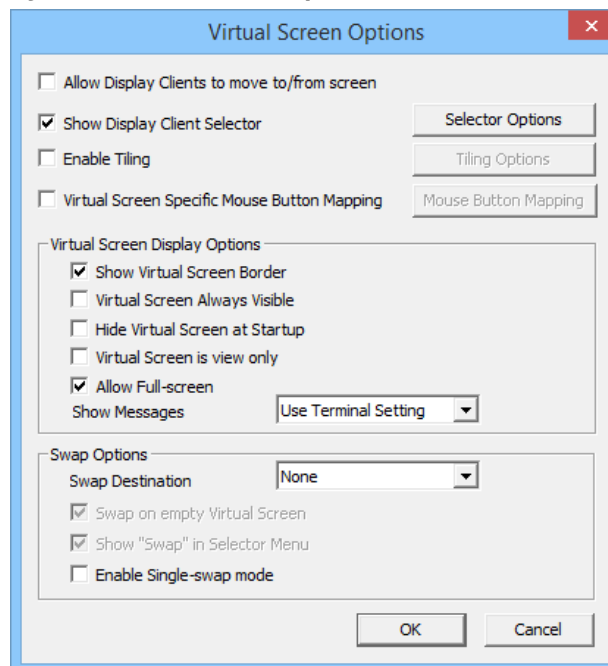 Virtual Screen Options
Allow Display Clients to move to/from screen
Show Display Client Selector
Selector Options
Enable Tiling
Tiling Options
Virtual Screen Specific Mouse Button Mapping
Mouse Button Mapping
Virtual Screen Display Options
Show Virtual Screen Border
Virtual Screen Always Visible
Hide Virtual Screen at Startup
Virtual Screen is view only
Allow Full-screen
Show Messages
Use Terminal Setting
Swap Options
Swap Destination
None
Swap on empty Virtual Screen
Show "Swap" in Selector Menu
Enable Single-swap mode
OK
Cancel